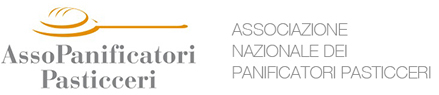 AssoPanificatori
Pasticceri
ASSOCIAZIONE
NAZIONALE DEI
PANIFICATORI PASTICCERI